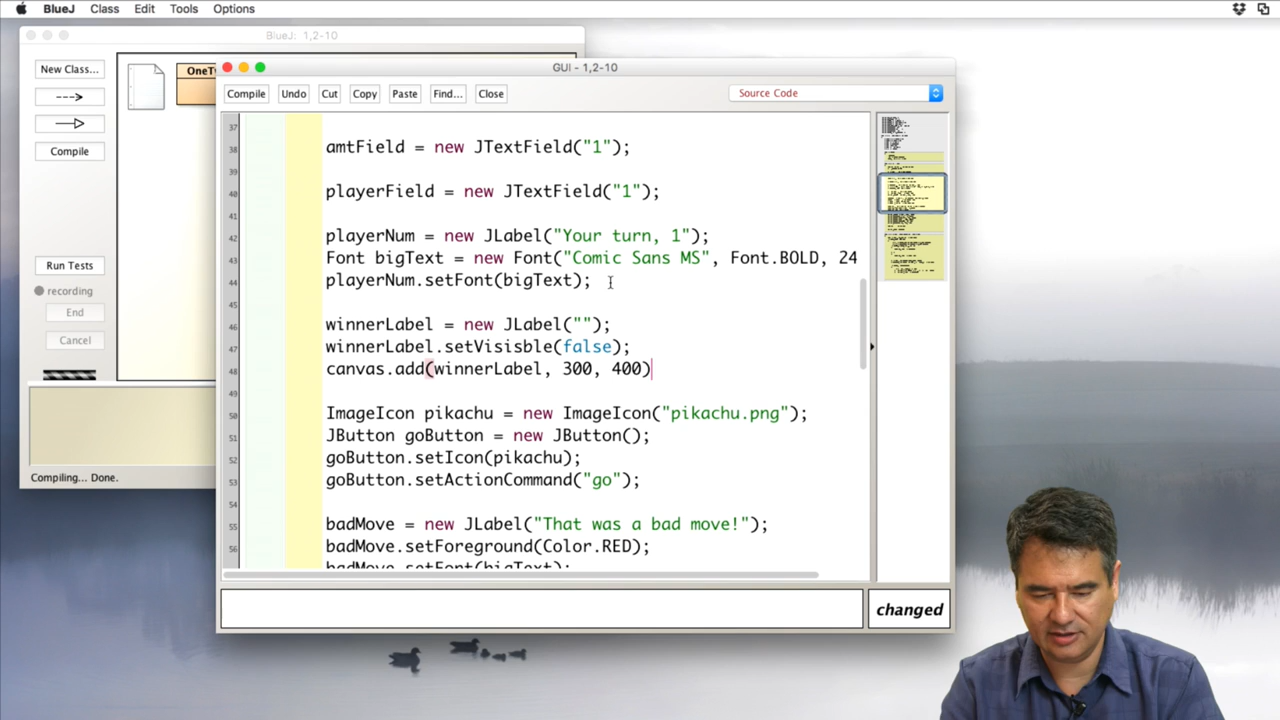 BlueJ Class Edit Tools Options
BlueJ: 1,2-10
New Class...
--->
Compile
Run Tests
recording
End
Cancel
Compiling... Done.
GUI - 1,2-10
Compile Undo Cut Copy Paste Find... Close Source Code
37
38 amtField = new JTextField("1");
39
40 playerField = new JTextField("1");
41
42 playerNum = new JLabel("Your turn, 1");
43 Font bigText = new Font("Comic Sans MS", Font.BOLD, 24
44 playerNum.setFont(bigText);
45
46 winnerLabel = new JLabel("");
47 winnerLabel.setVisisble(false);
48 canvas.add(winnerLabel, 300, 400)
49
50 ImageIcon pikachu = new ImageIcon("pikachu.png");
51 JButton goButton = new JButton();
52 goButton.setIcon(pikachu);
53 goButton.setActionCommand("go");
54
55 badMove = new JLabel("That was a bad move!");
56 badMove.setForeground(Color.RED);
badMove.setFont(bigText);
changed